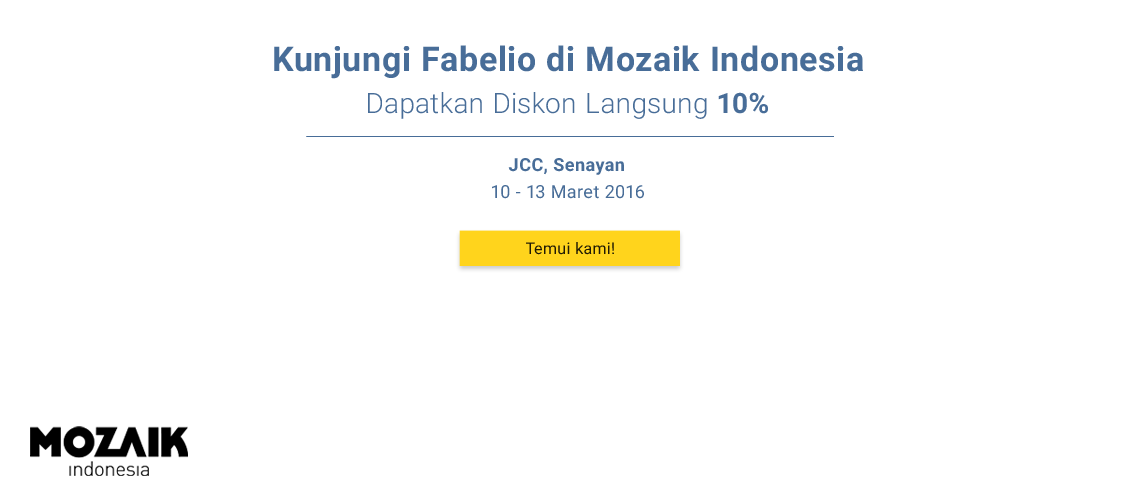 Kunjungi Fabelio di Mozaik Indonesia
Dapatkan Diskon Langsung 10%
JCC, Senayan
10 - 13 Maret 2016
Temui kami!
MOZAIK
indonesia